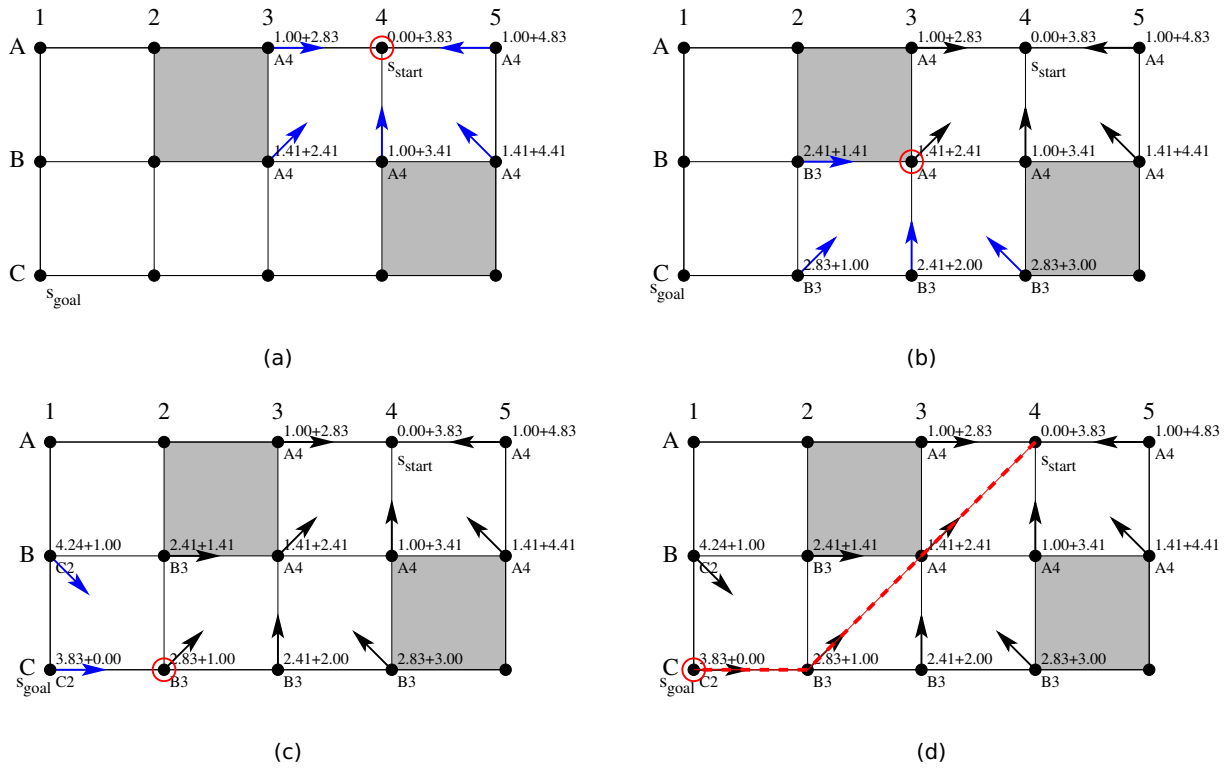 1 2 3 4 5
A 1.00+2.83 0.00+3.83 1.00+4.83
A4 s_start A4
B 1.41+2.41 1.00+3.41 1.41+4.41
A4 A4 A4
C
s_goal
(a)
1 2 3 4 5
A 1.00+2.83 0.00+3.83 1.00+4.83
A4 s_start A4
B 2.41+1.41 1.41+2.41 1.00+3.41 1.41+4.41
B3 A4 A4 A4
C 2.83+1.00 2.41+2.00 2.83+3.00
s_goal B3 B3 B3
(b)
1 2 3 4 5
A 1.00+2.83 0.00+3.83 1.00+4.83
A4 s_start A4
B 4.24+1.00 2.41+1.41 1.41+2.41 1.00+3.41 1.41+4.41
C2 B3 A4 A4 A4
C 3.83+0.00 2.83+1.00 2.41+2.00 2.83+3.00
s_goal C2 B3 B3 B3
(c)
1 2 3 4 5
A 1.00+2.83 0.00+3.83 1.00+4.83
A4 s_start A4
B 4.24+1.00 2.41+1.41 1.41+2.41 1.00+3.41 1.41+4.41
C2 B3 A4 A4 A4
C 3.83+0.00 2.83+1.00 2.41+2.00 2.83+3.00
s_goal C2 B3 B3 B3
(d)